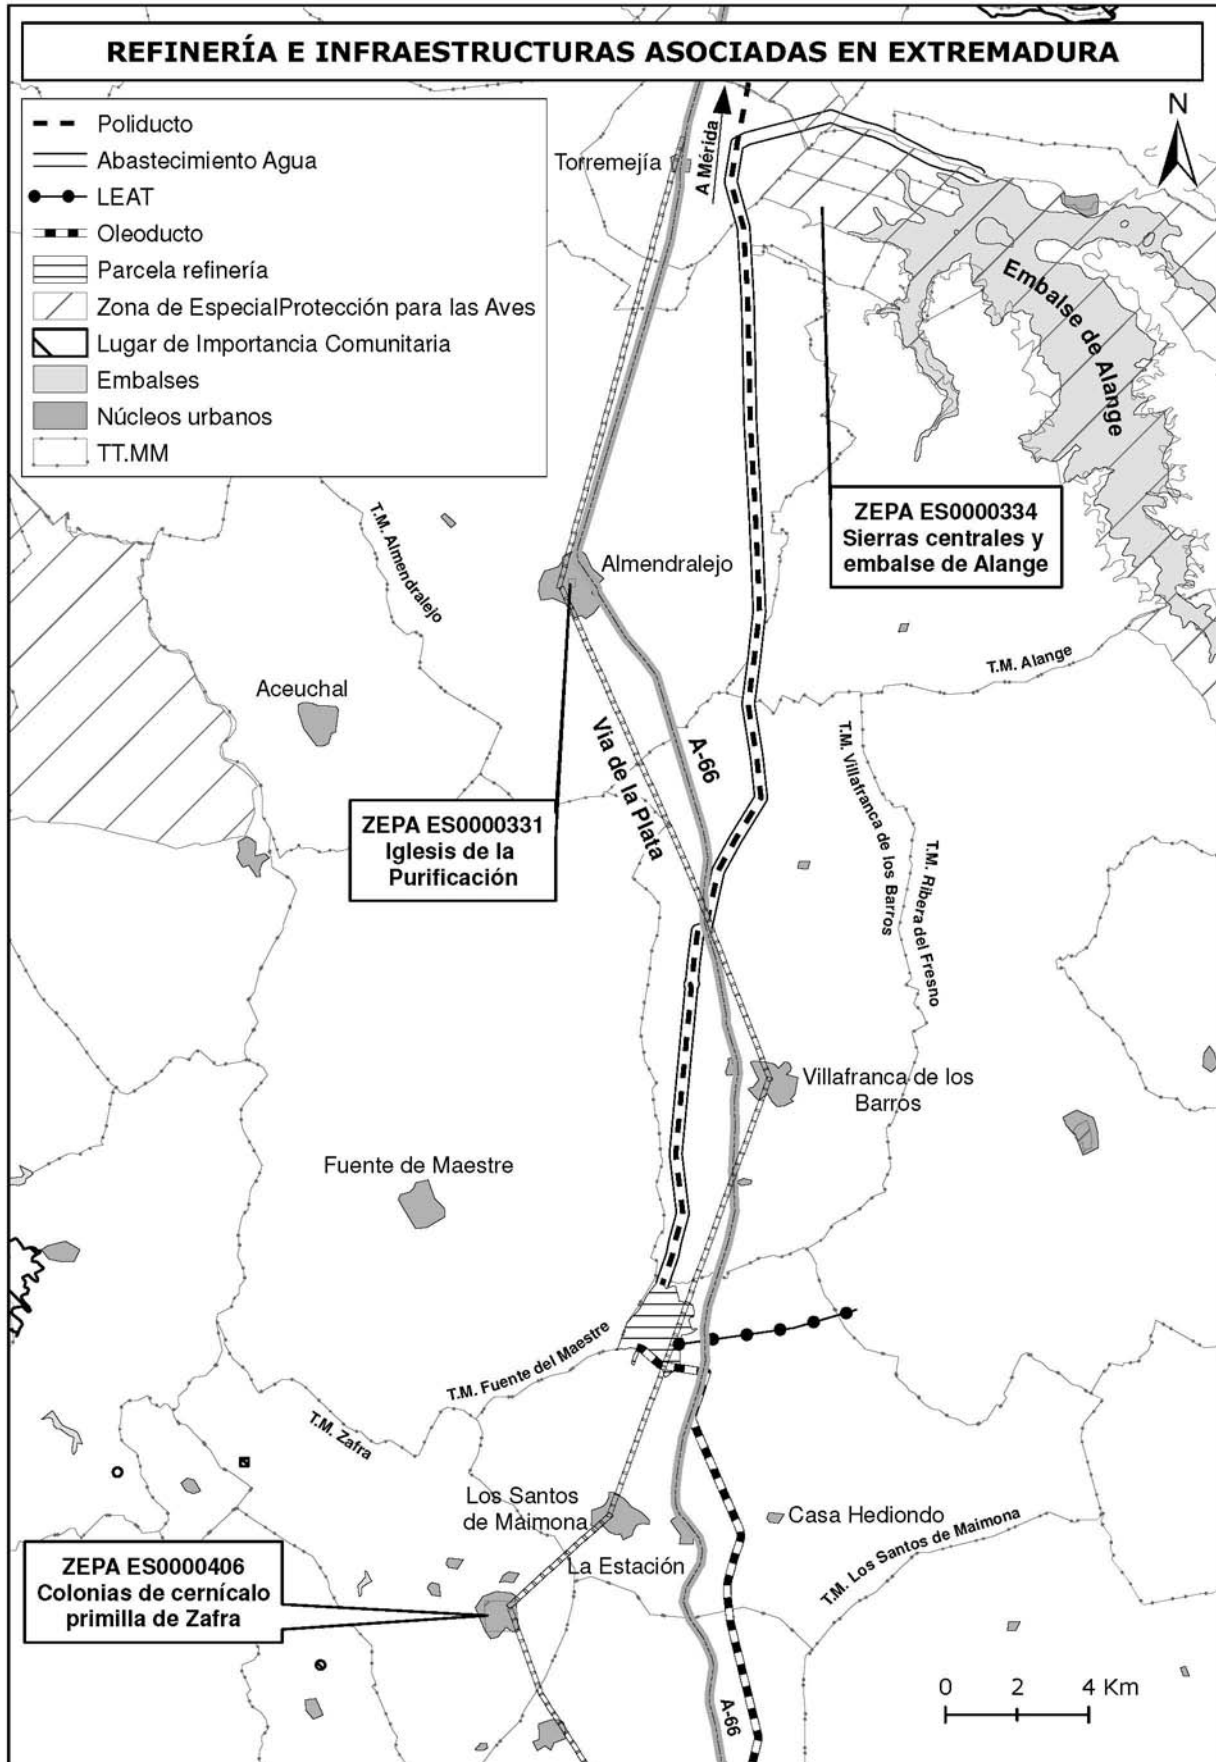 REFINERÍA E INFRAESTRUCTURAS ASOCIADAS EN EXTREMADURA
Poliducto
Abastecimiento Agua
LEAT
Oleoducto
Parcela refinería
Zona de EspecialProtección para las Aves
Lugar de Importancia Comunitaria
Embalses
Núcleos urbanos
TT.MM
N
A Mérida
Torremejía
Embalse de Alange
ZEPA ES0000334
Sierras centrales y
embalse de Alange
T.M. Almendralejo
Almendralejo
T.M. Alange
Aceuchal
Via de la Plata
A-66
T.M. Villafranca de los Barros
T.M. Ribera del Fresno
ZEPA ES0000331
Iglesis de la
Purificación
Villafranca de los
Barros
Fuente de Maestre
T.M. Fuente del Maestre
T.M. Zafra
Los Santos
de Maimona
Casa Hediondo
La Estación
T.M. Los Santos de Maimona
ZEPA ES0000406
Colonias de cernícalo
primilla de Zafra
A-66
0 2 4 Km